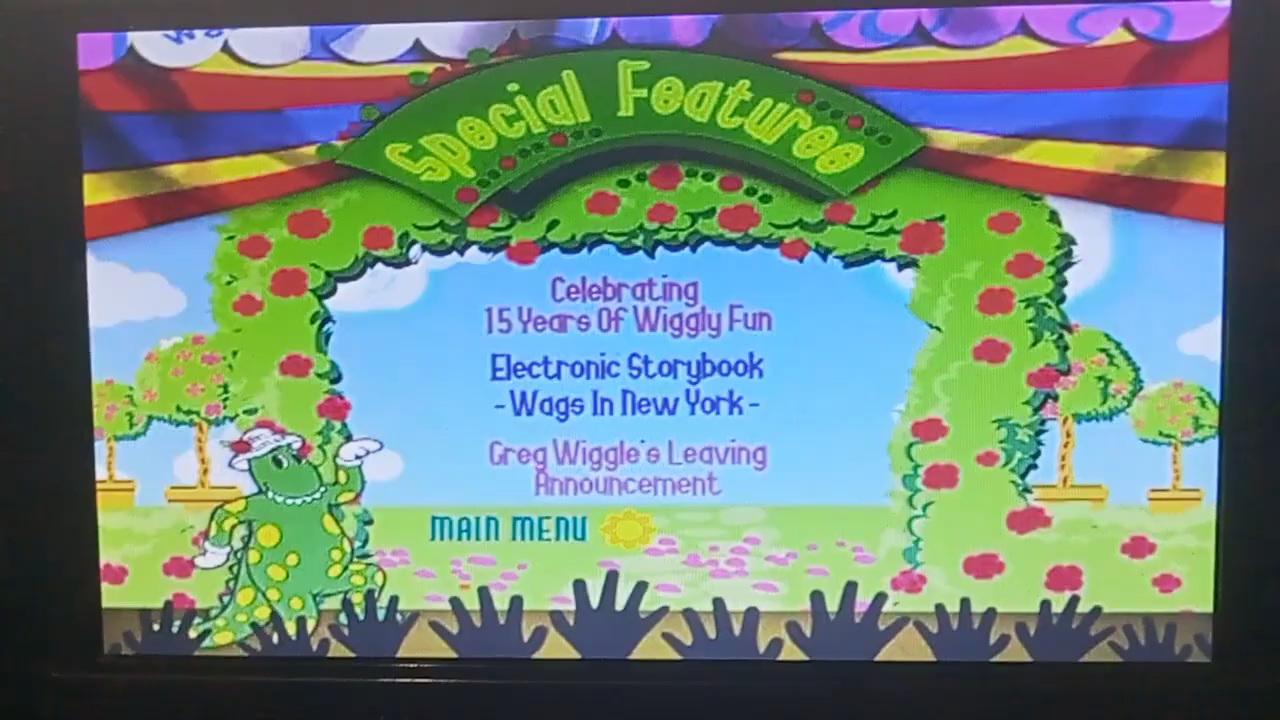 Special Features
Celebrating
15 Years Of Wiggly Fun
Electronic Storybook
- Wags In New York -
Greg Wiggle's Leaving
Announcement
MAIN MENU